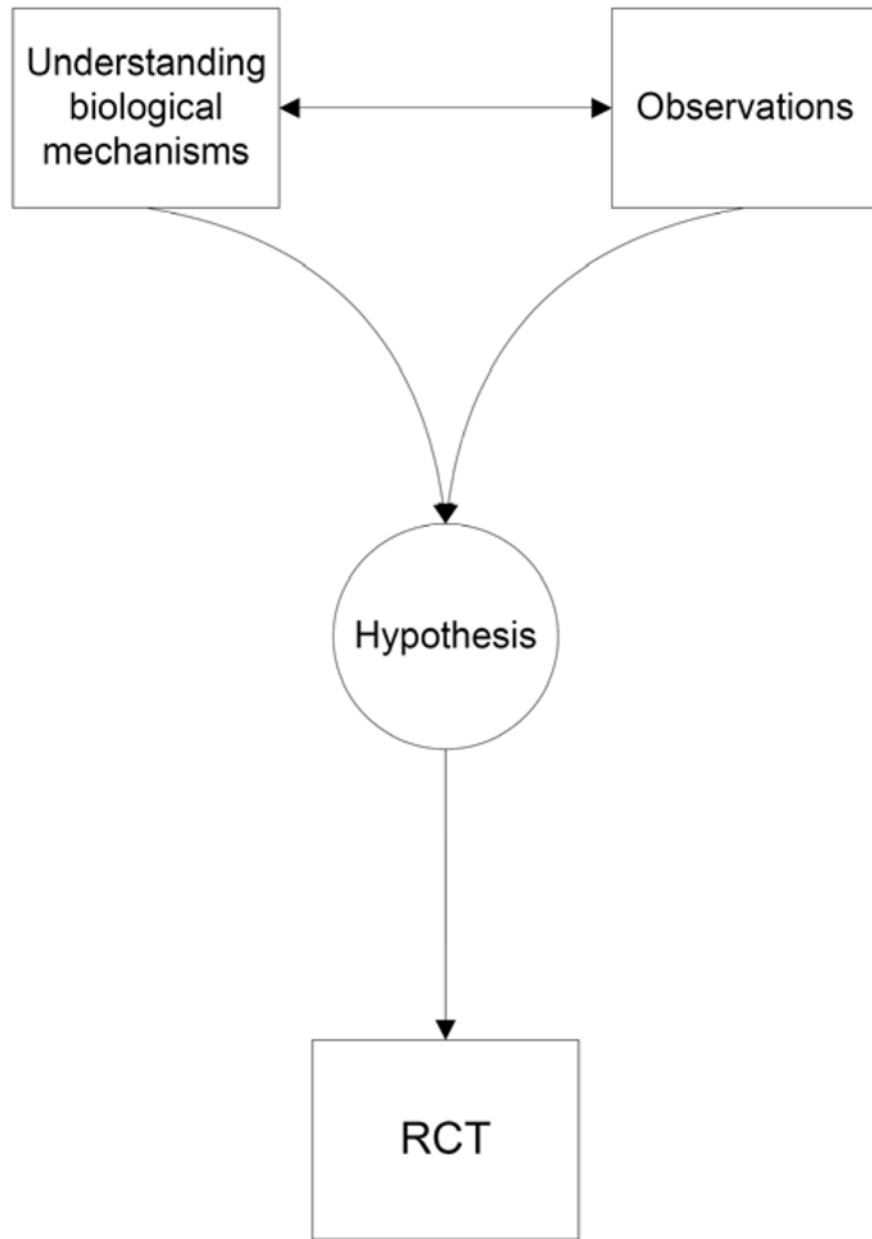 Understanding
biological
mechanisms
Observations
Hypothesis
RCT